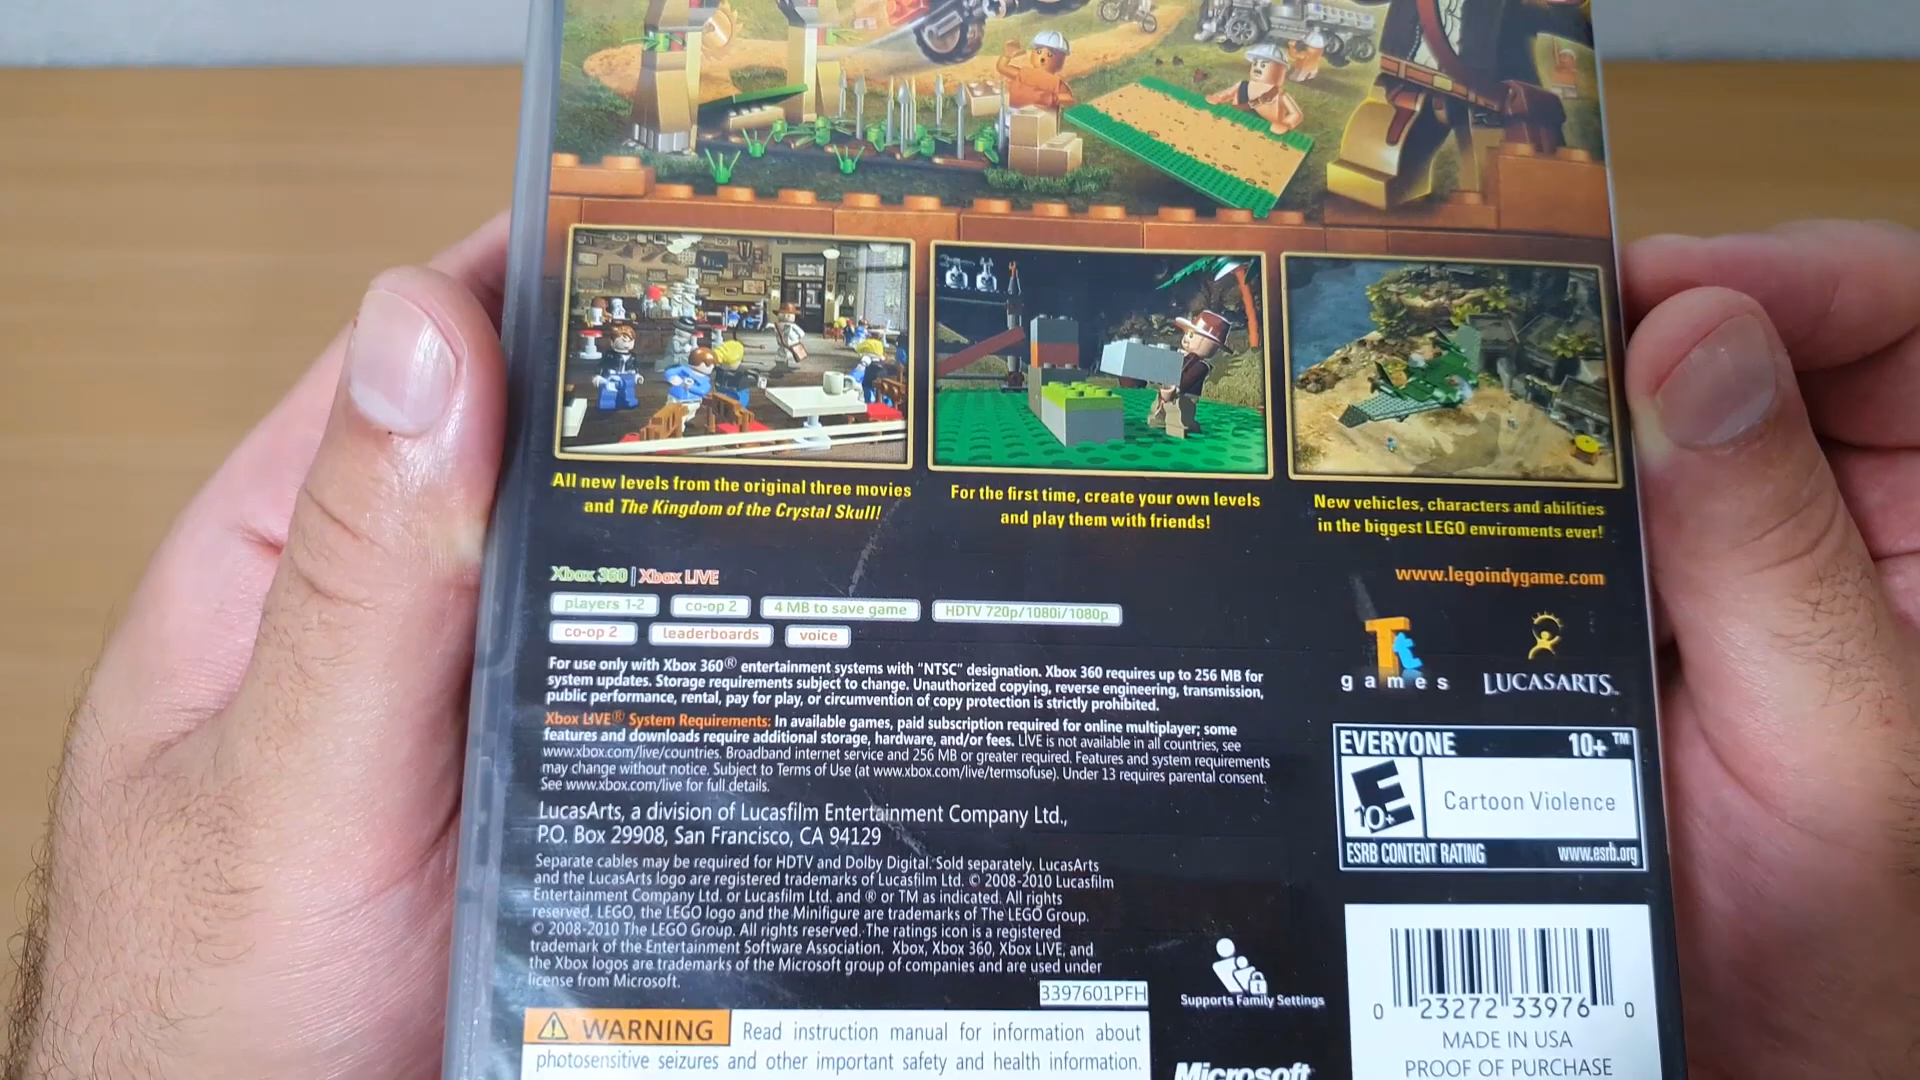 All new levels from the original three movies
and The Kingdom of the Crystal Skull!
For the first time, create your own levels
and play them with friends!
New vehicles, characters and abilities
in the biggest LEGO enviroments ever!
www.legoindygame.com
Xbox 360 | Xbox LIVE
players 1-2
co-op 2
4 MB to save game
HDTV 720p/1080i/1080p
co-op 2
leaderboards
voice
For use only with Xbox 360® entertainment systems with "NTSC" designation. Xbox 360 requires up to 256 MB for
system updates. Storage requirements subject to change. Unauthorized copying, reverse engineering, transmission,
public performance, rental, pay for play, or circumvention of copy protection is strictly prohibited.
Xbox LIVE® System Requirements: In available games, paid subscription required for online multiplayer; some
features and downloads require additional storage, hardware, and/or fees. LIVE is not available in all countries, see
www.xbox.com/live/countries. Broadband internet service and 256 MB or greater required. Features and system requirements
may change without notice. Subject to Terms of Use (at www.xbox.com/live/termsofuse). Under 13 requires parental consent.
See www.xbox.com/live for full details.
LucasArts, a division of Lucasfilm Entertainment Company Ltd.,
P.O. Box 29908, San Francisco, CA 94129
Separate cables may be required for HDTV and Dolby Digital. Sold separately. LucasArts
and the LucasArts logo are registered trademarks of Lucasfilm Ltd. © 2008-2010 Lucasfilm
Entertainment Company Ltd. or Lucasfilm Ltd. and ® or TM as indicated. All rights
reserved. LEGO, the LEGO logo and the Minifigure are trademarks of The LEGO Group.
© 2008-2010 The LEGO Group. All rights reserved. The ratings icon is a registered
trademark of the Entertainment Software Association. Xbox, Xbox 360, Xbox LIVE, and
the Xbox logos are trademarks of the Microsoft group of companies and are used under
license from Microsoft.
3397601PFH
WARNING Read instruction manual for information about
photosensitive seizures and other important safety and health information.
Tt
games
LUCASARTS™
EVERYONE 10+™
E
10+
Cartoon Violence
ESRB CONTENT RATING www.esrb.org
Supports Family Settings
Microsoft
0 23272 33976 0
MADE IN USA
PROOF OF PURCHASE